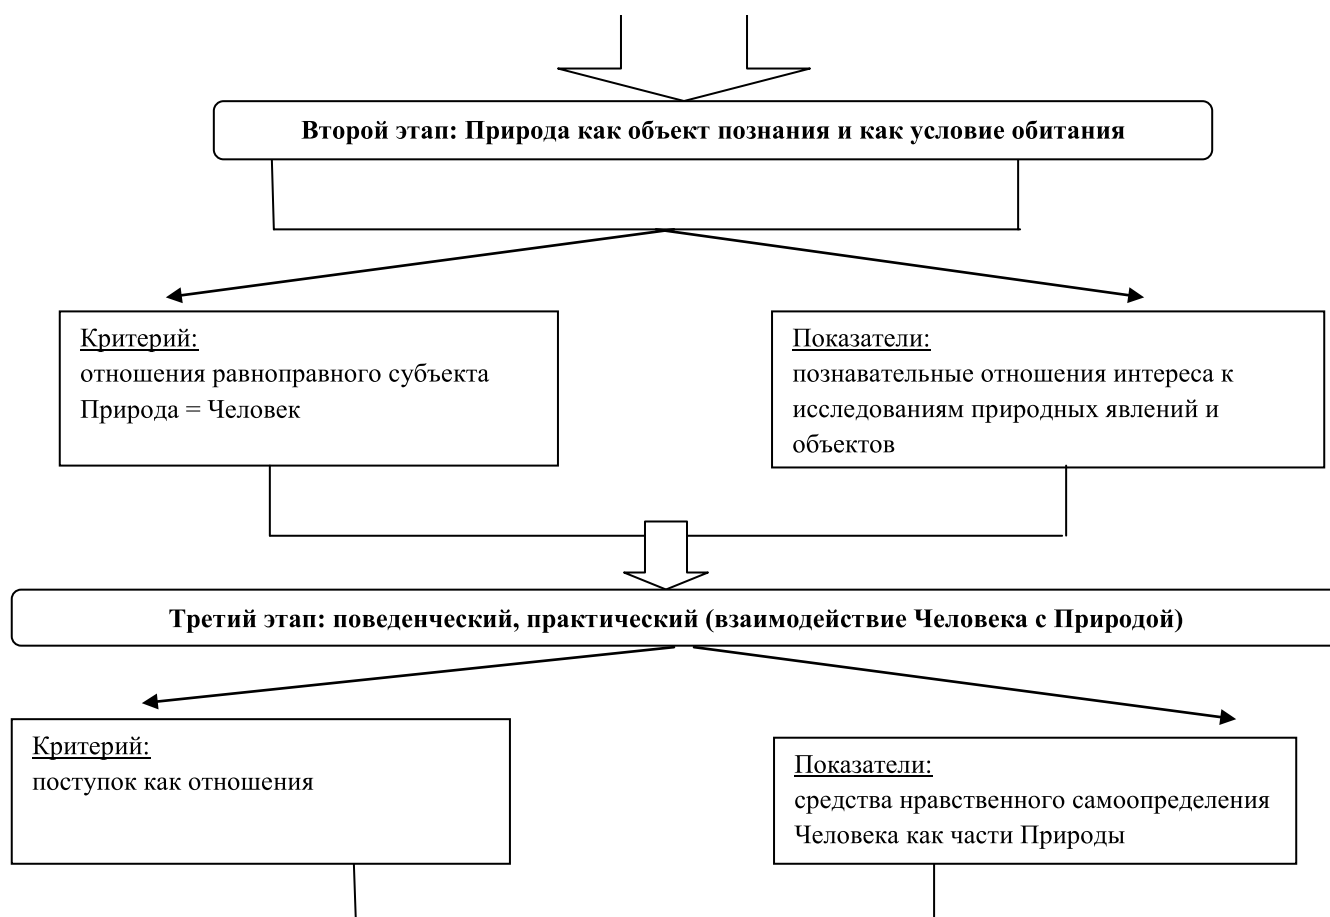 Второй этап: Природа как объект познания и как условие обитания
Критерий:
отношения равноправного субъекта
Природа = Человек
Показатели:
познавательные отношения интереса к
исследованиям природных явлений и
объектов
Третий этап: поведенческий, практический (взаимодействие Человека с Природой)
Критерий:
поступок как отношения
Показатели:
средства нравственного самоопределения
Человека как части Природы